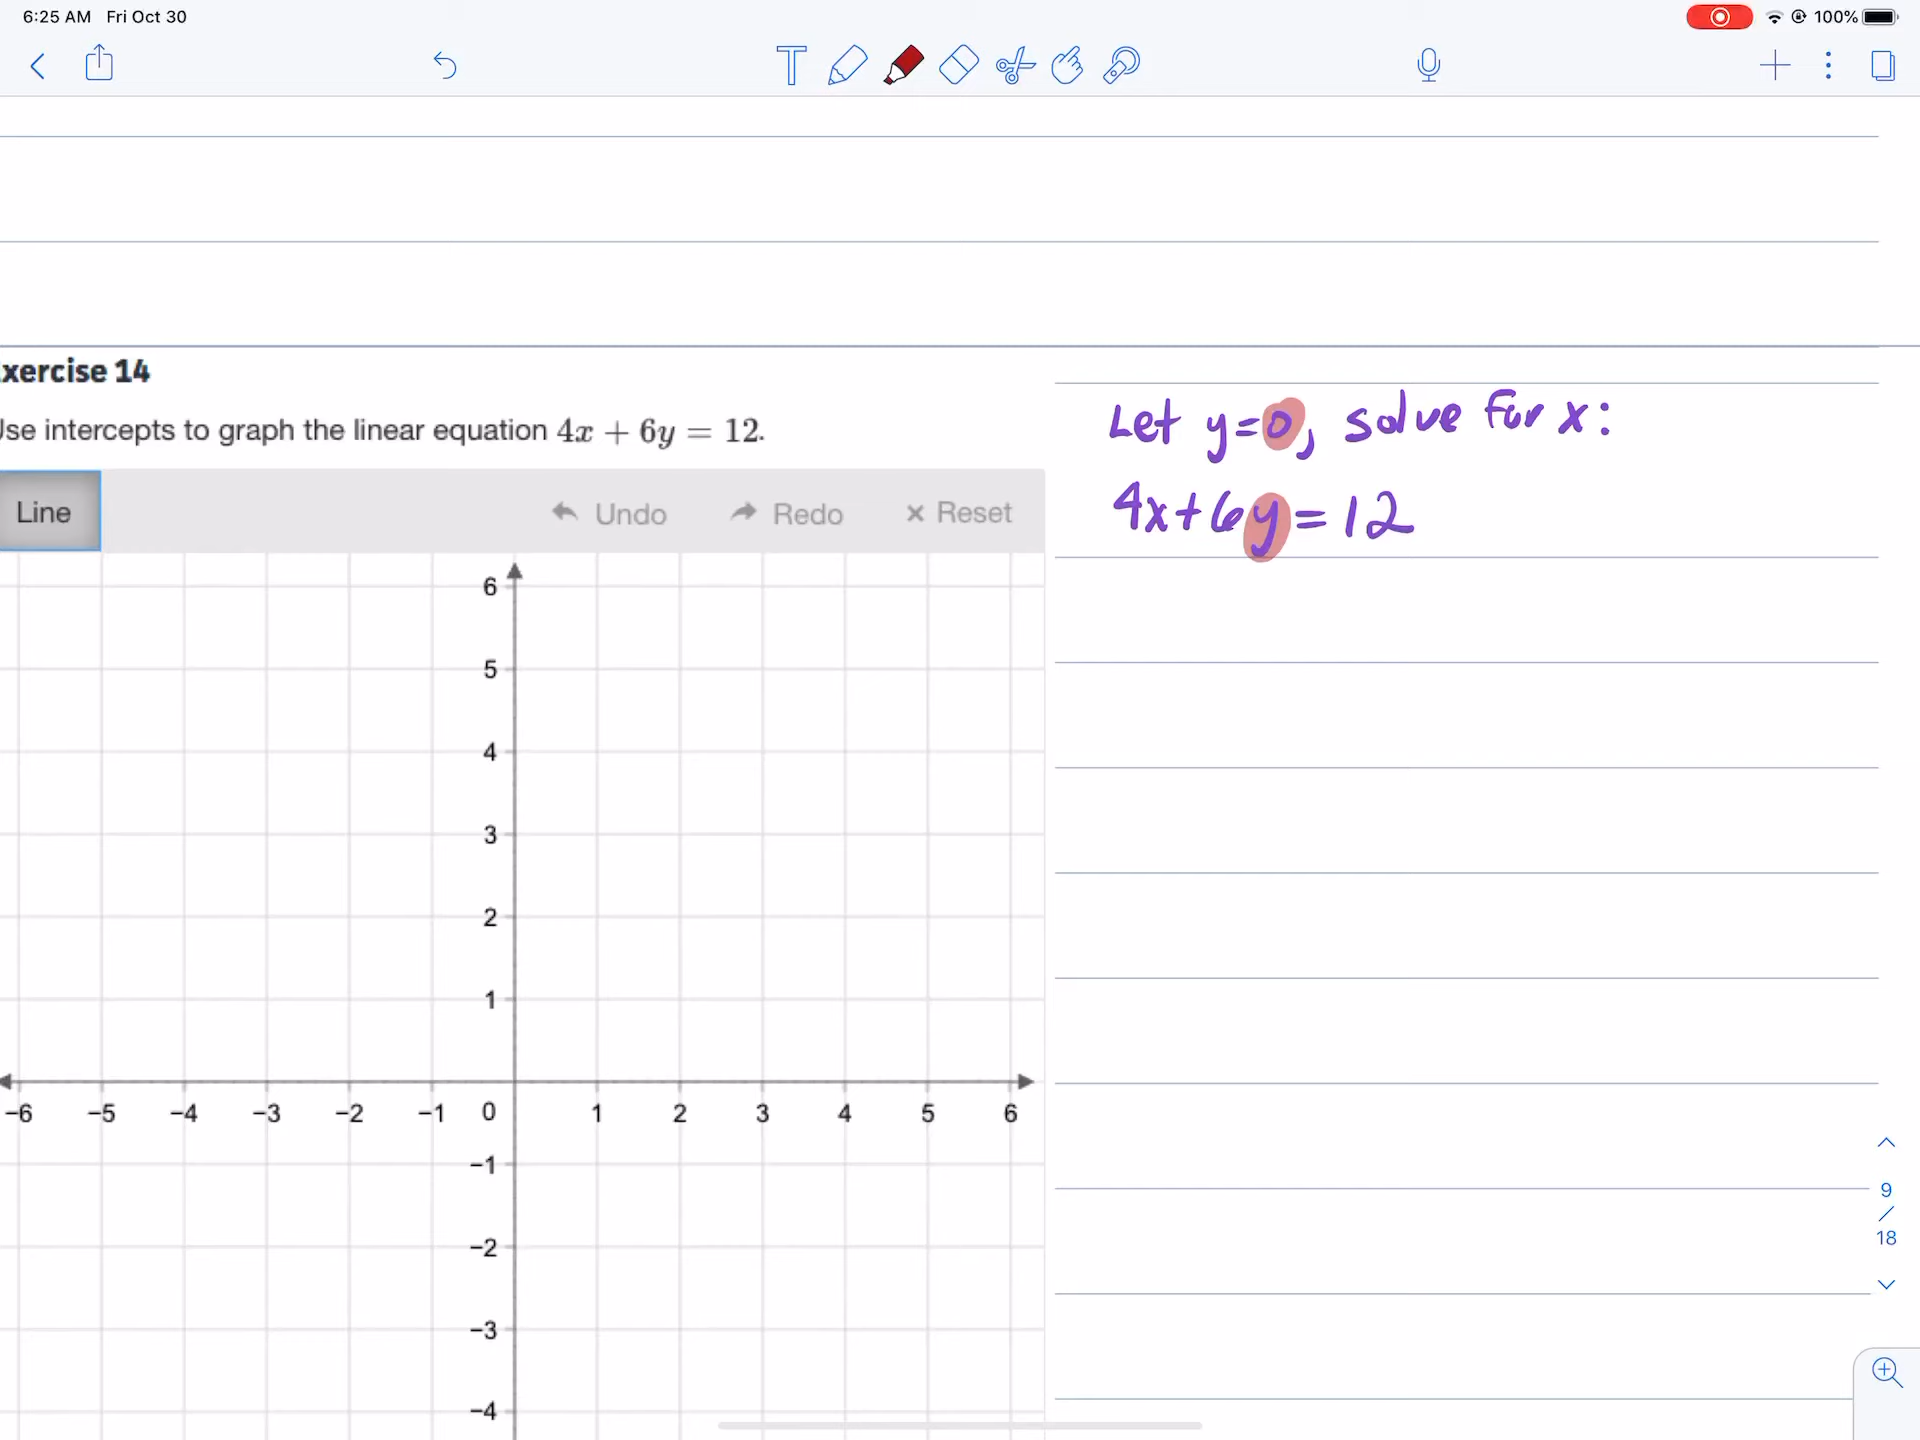 6:25 AM Fri Oct 30
100%
T
xercise 14
Use intercepts to graph the linear equation 4x + 6y = 12.
Line
Undo
Redo
× Reset
6
5
4
3
2
1
−6 −5 −4 −3 −2 −1 0 1 2 3 4 5 6
−1
−2
−3
−4
Let y=0, solve for x:
4x+6y=12
9
/
18